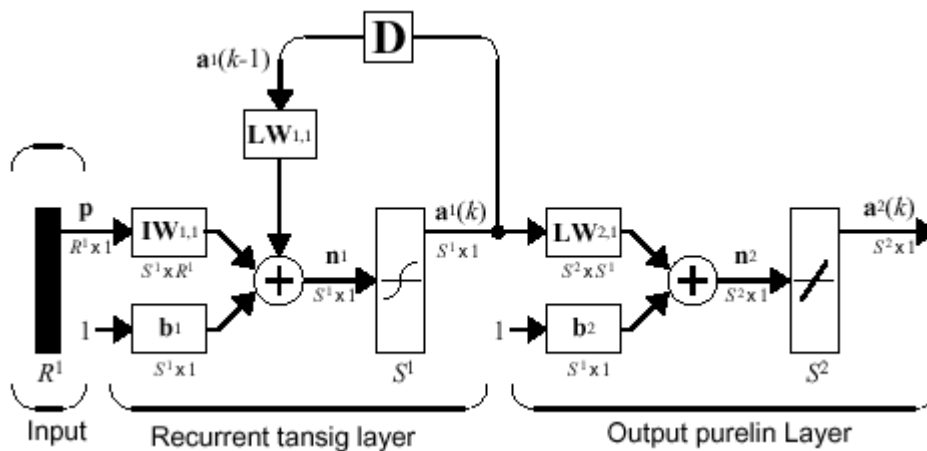 D
a¹(k-1)
LW1,1
p
R¹ x 1
IW1,1
S¹ x R¹
n¹
S¹ x 1
a¹(k)
S¹ x 1
LW2,1
S² x S¹
n²
S² x 1
a²(k)
S² x 1
1
b¹
S¹ x 1
1
b²
S¹ x 1
R¹
S¹
S²
Input
Recurrent tansig layer
Output purelin Layer